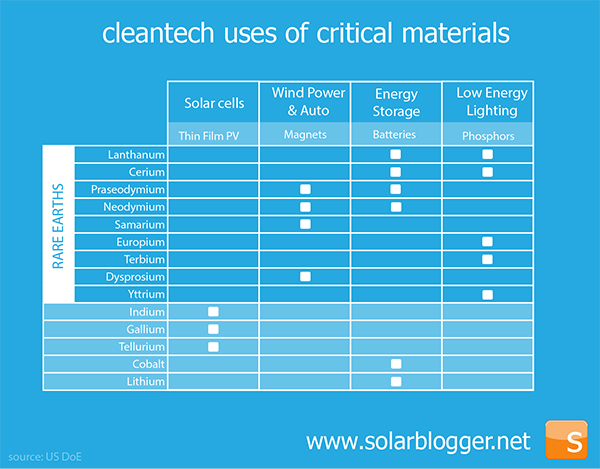 cleantech uses of critical materials
Solar cells
Wind Power
& Auto
Energy
Storage
Low Energy
Lighting
Thin Film PV
Magnets
Batteries
Phosphors
RARE EARTHS
Lanthanum
Cerium
Praseodymium
Neodymium
Samarium
Europium
Terbium
Dysprosium
Yttrium
Indium
Gallium
Tellurium
Cobalt
Lithium
www.solarblogger.net
S
source: US DoE